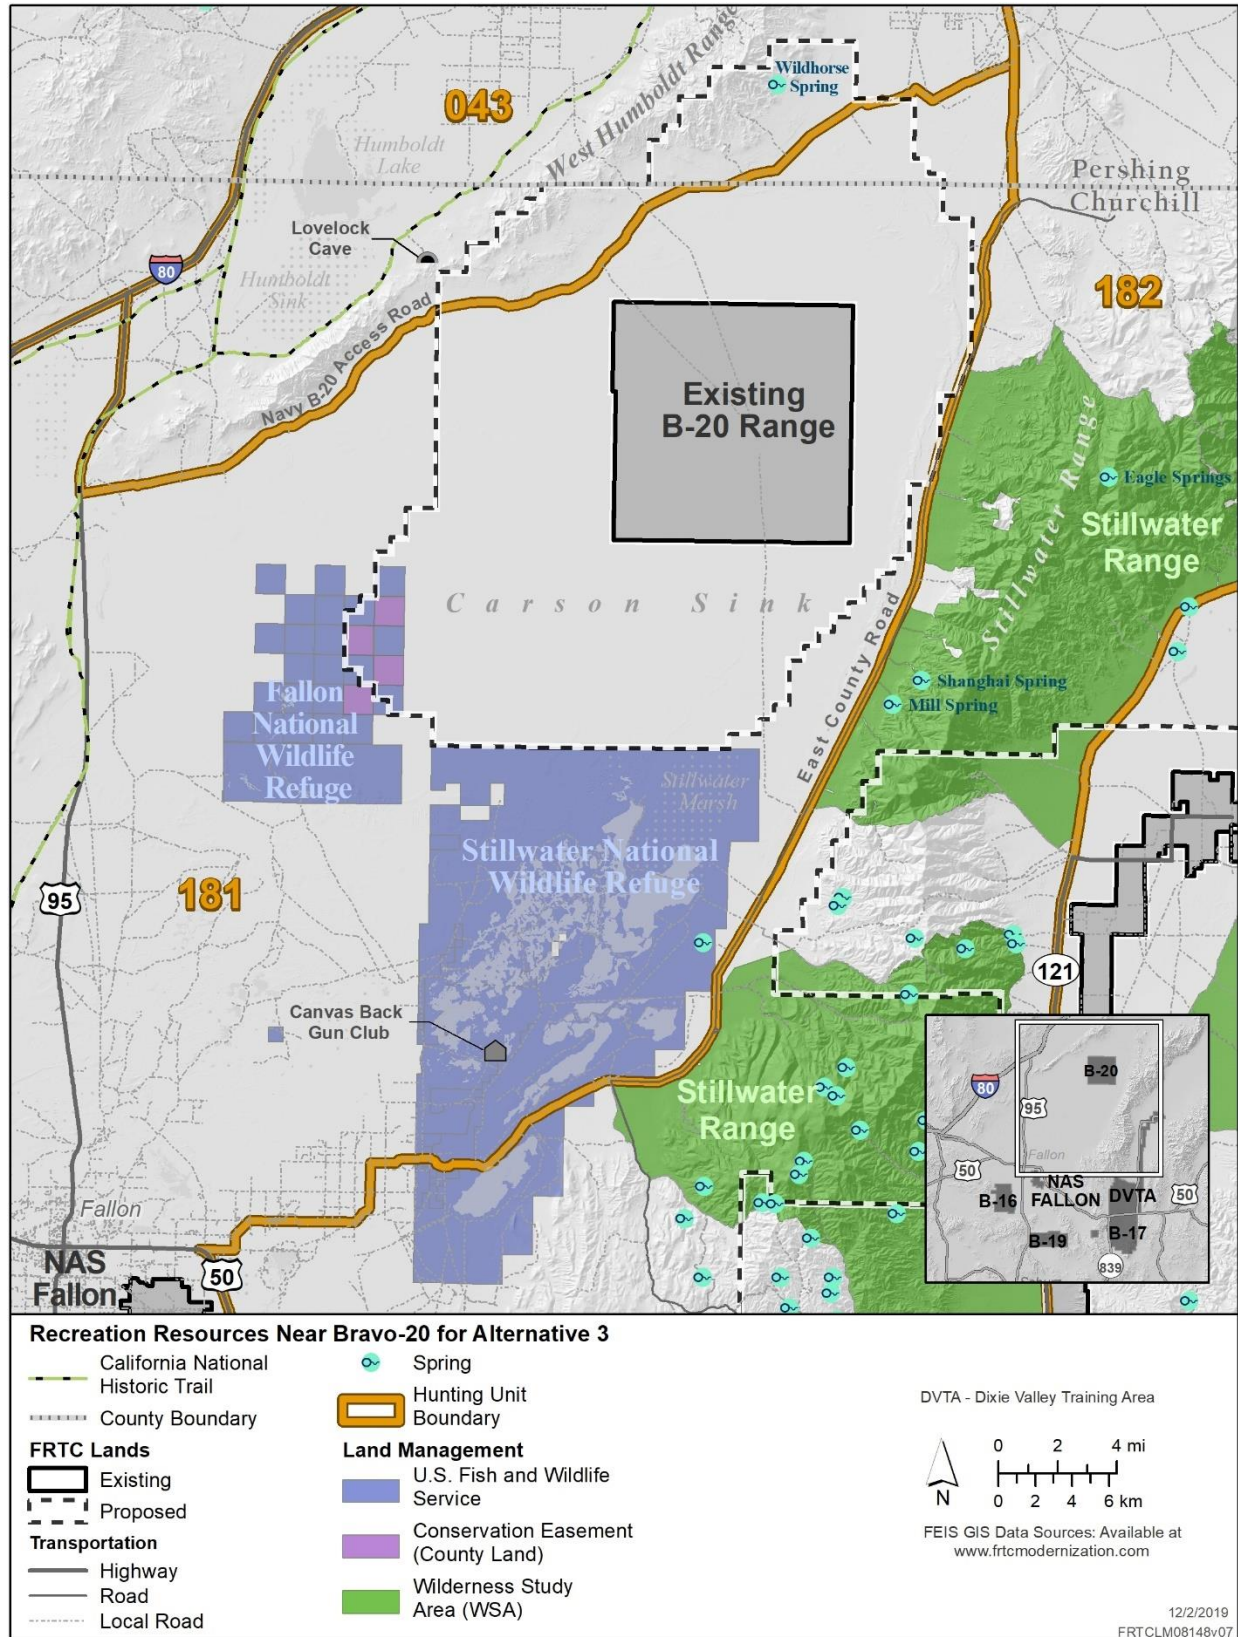 Wildhorse
Spring
043
West Humboldt Range
Humboldt
Lake
Pershing
Churchill
Lovelock
Cave
80
Humboldt
Sink
182
Navy B-20 Access Road
Existing
B-20 Range
Stillwater Range
Eagle Springs
Stillwater
Range
Carson Sink
East County Road
Shanghai Spring
Mill Spring
Fallon
National
Wildlife
Refuge
Stillwater
Marsh
Stillwater National
Wildlife Refuge
95
181
121
Canvas Back
Gun Club
Stillwater
Range
Fallon
NAS
Fallon
50
B-20
80
95
Fallon
50
NAS
FALLON
DVTA
50
B-16
B-19
B-17
839
Recreation Resources Near Bravo-20 for Alternative 3
California National
Historic Trail
County Boundary
FRTC Lands
Existing
Proposed
Transportation
Highway
Road
Local Road
Spring
Hunting Unit
Boundary
Land Management
U.S. Fish and Wildlife
Service
Conservation Easement
(County Land)
Wilderness Study
Area (WSA)
DVTA - Dixie Valley Training Area
N
0 2 4 mi
0 2 4 6 km
FEIS GIS Data Sources: Available at
www.frtcmodernization.com
12/2/2019
FRTCLM08148v07